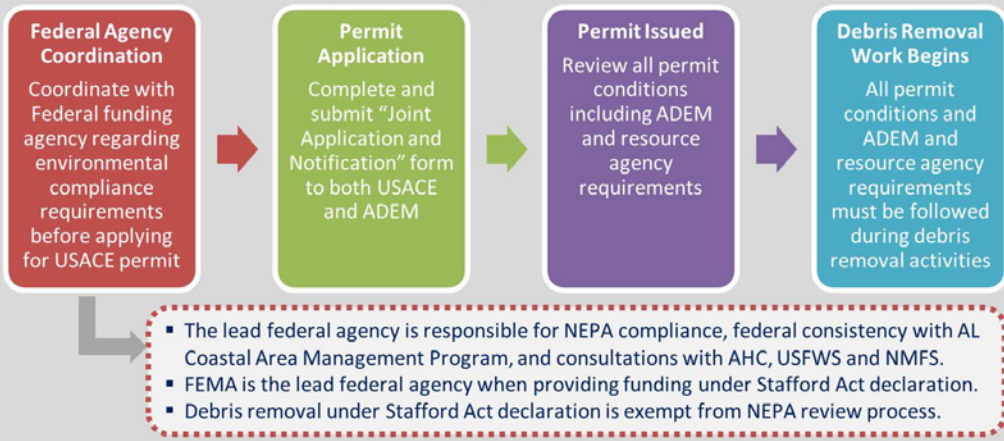 Federal Agency
Coordination
Coordinate with
Federal funding
agency regarding
environmental
compliance
requirements
before applying
for USACE permit
Permit
Application
Complete and
submit “Joint
Application and
Notification” form
to both USACE
and ADEM
Permit Issued
Review all permit
conditions
including ADEM
and resource
agency
requirements
Debris Removal
Work Begins
All permit
conditions and
ADEM and
resource agency
requirements
must be followed
during debris
removal activities
▪ The lead federal agency is responsible for NEPA compliance, federal consistency with AL
Coastal Area Management Program, and consultations with AHC, USFWS and NMFS.
▪ FEMA is the lead federal agency when providing funding under Stafford Act declaration.
▪ Debris removal under Stafford Act declaration is exempt from NEPA review process.